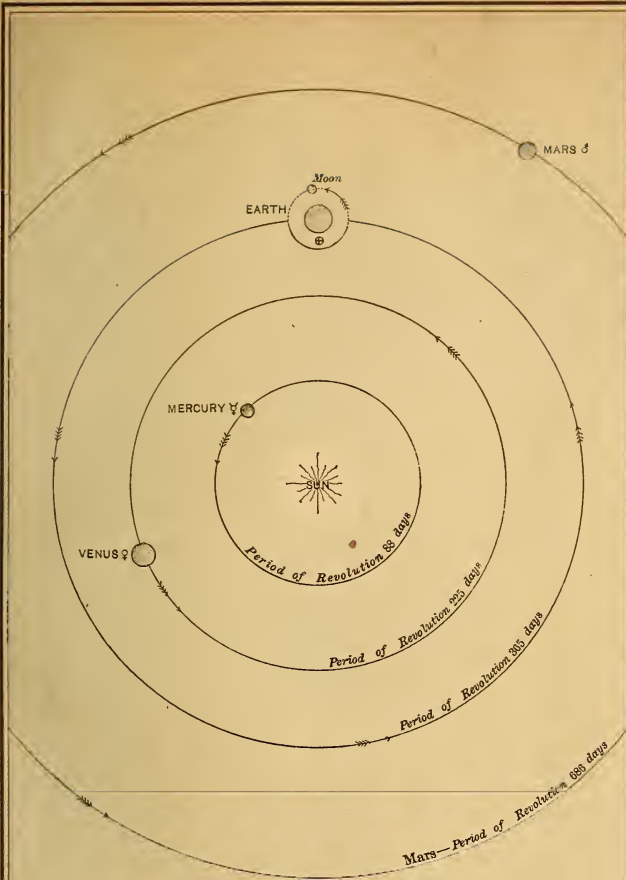 MARS ♂
Moon
EARTH
⊕
MERCURY ☿
SUN
VENUS ♀
Period of Revolution 88 days
Period of Revolution 225 days
Period of Revolution 365 days
Mars—Period of Revolution 686 days